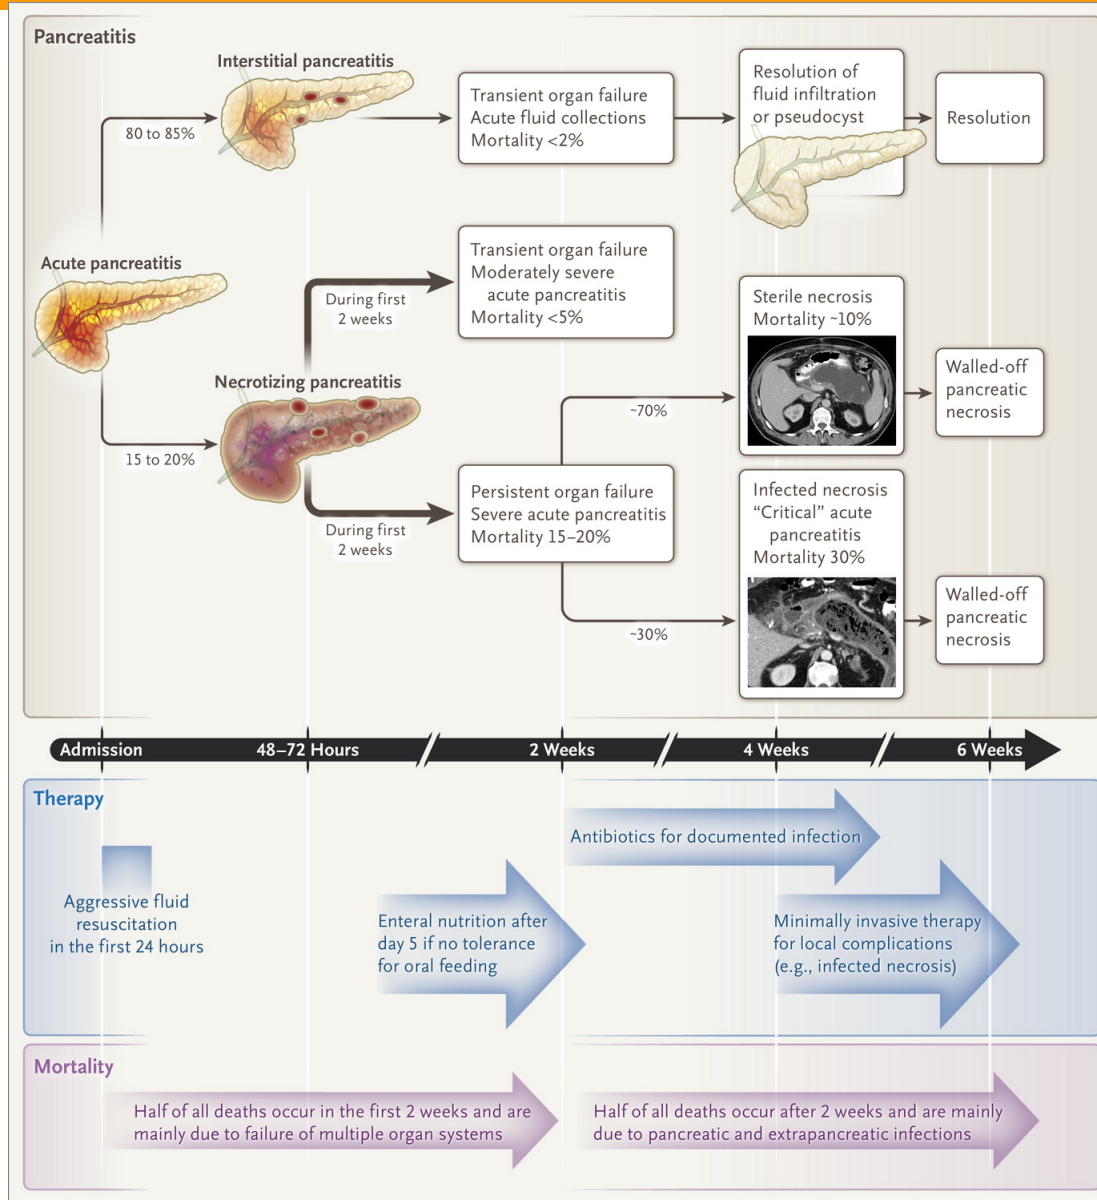 Pancreatitis
Interstitial pancreatitis
80 to 85%
Transient organ failure
Acute fluid collections
Mortality <2%
Resolution of
fluid infiltration
or pseudocyst
Resolution
Acute pancreatitis
During first
2 weeks
Transient organ failure
Moderately severe
acute pancreatitis
Mortality <5%
Necrotizing pancreatitis
15 to 20%
During first
2 weeks
Persistent organ failure
Severe acute pancreatitis
Mortality 15–20%
~70%
Sterile necrosis
Mortality ~10%
Walled-off
pancreatic
necrosis
~30%
Infected necrosis
“Critical” acute
pancreatitis
Mortality 30%
Walled-off
pancreatic
necrosis
Admission
48–72 Hours
2 Weeks
4 Weeks
6 Weeks
Therapy
Aggressive fluid
resuscitation
in the first 24 hours
Enteral nutrition after
day 5 if no tolerance
for oral feeding
Antibiotics for documented infection
Minimally invasive therapy
for local complications
(e.g., infected necrosis)
Mortality
Half of all deaths occur in the first 2 weeks and are
mainly due to failure of multiple organ systems
Half of all deaths occur after 2 weeks and are mainly
due to pancreatic and extrapancreatic infections